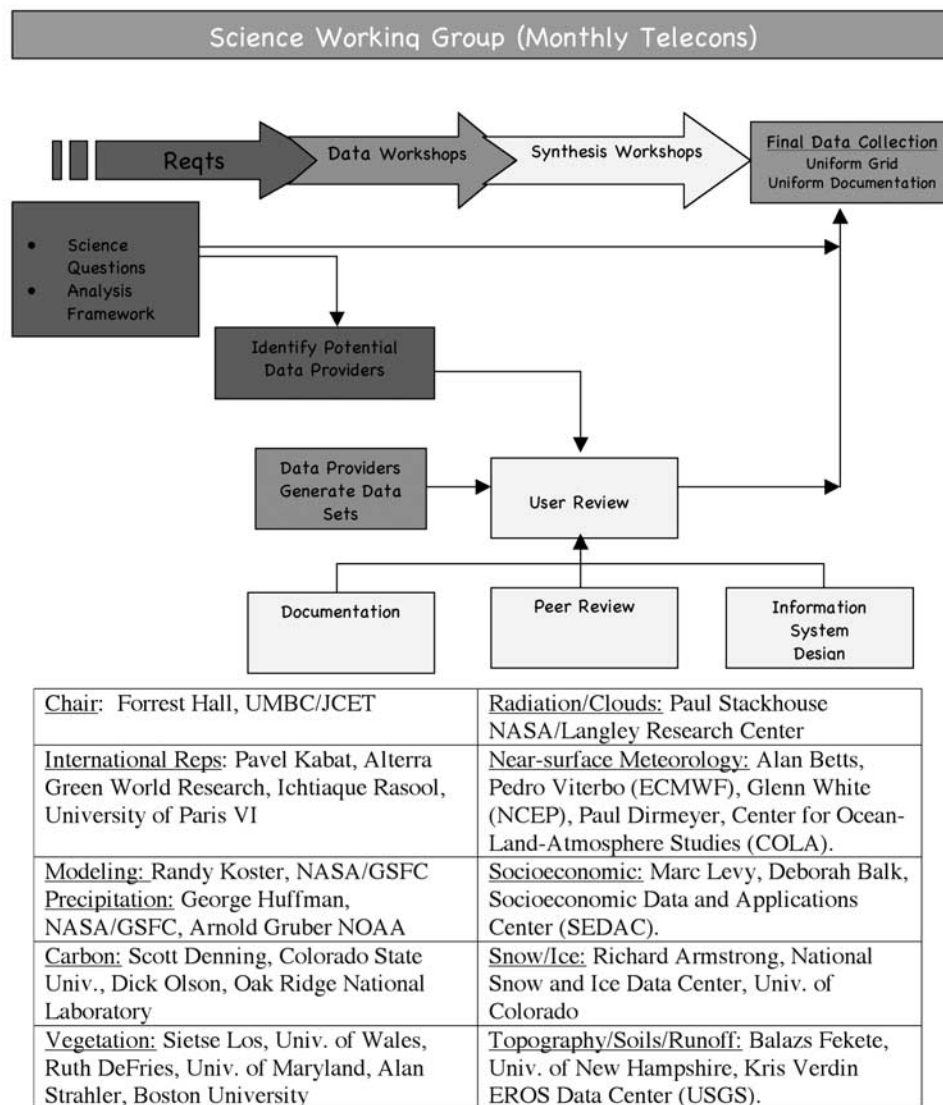 Science Working Group (Monthly Telecons)
Reqts
Data Workshops
Synthesis Workshops
Final Data Collection
Uniform Grid
Uniform Documentation
• Science
Questions
• Analysis
Framework
Identify Potential
Data Providers
Data Providers
Generate Data
Sets
User Review
Documentation
Peer Review
Information
System
Design
Chair: Forrest Hall, UMBC/JCET
Radiation/Clouds: Paul Stackhouse
NASA/Langley Research Center
International Reps: Pavel Kabat, Alterra
Green World Research, Ichtiaque Rasool,
University of Paris VI
Near-surface Meteorology: Alan Betts,
Pedro Viterbo (ECMWF), Glenn White
(NCEP), Paul Dirmeyer, Center for Ocean-
Land-Atmosphere Studies (COLA).
Modeling: Randy Koster, NASA/GSFC
Precipitation: George Huffman,
NASA/GSFC, Arnold Gruber NOAA
Socioeconomic: Marc Levy, Deborah Balk,
Socioeconomic Data and Applications
Center (SEDAC).
Carbon: Scott Denning, Colorado State
Univ., Dick Olson, Oak Ridge National
Laboratory
Snow/Ice: Richard Armstrong, National
Snow and Ice Data Center, Univ. of
Colorado
Vegetation: Sietse Los, Univ. of Wales,
Ruth DeFries, Univ. of Maryland, Alan
Strahler, Boston University
Topography/Soils/Runoff: Balazs Fekete,
Univ. of New Hampshire, Kris Verdin
EROS Data Center (USGS).